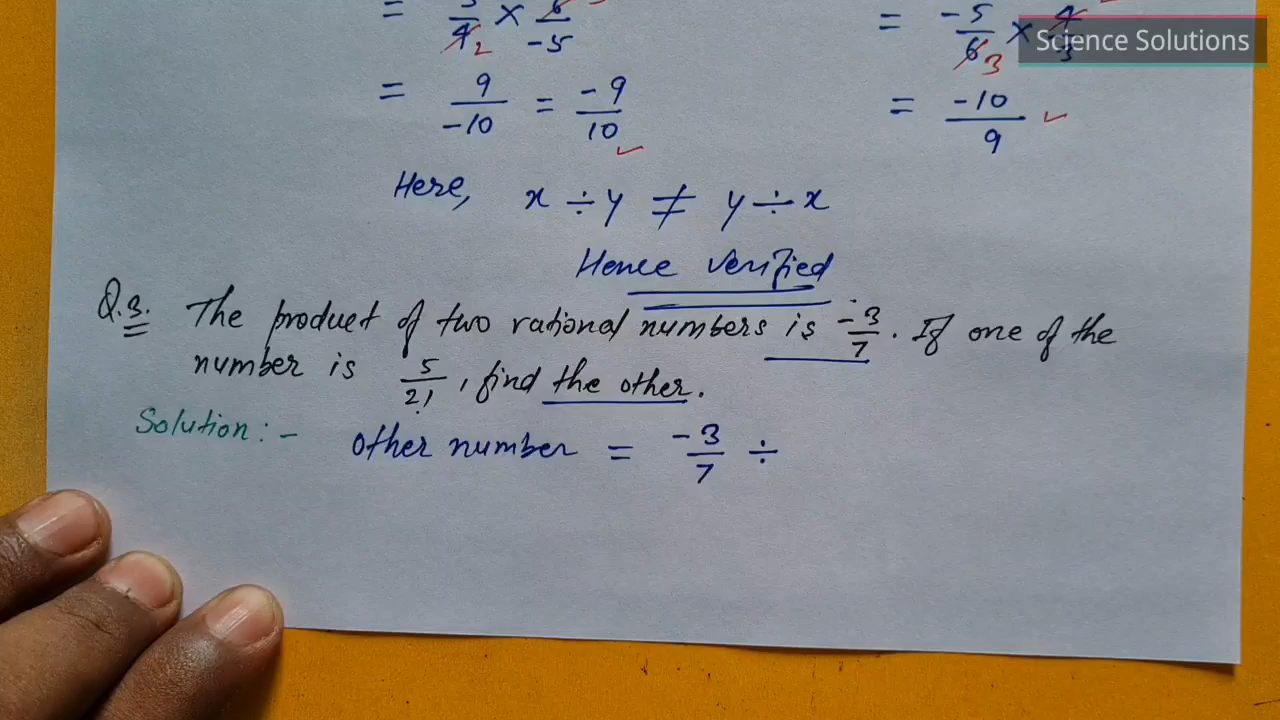 Science Solutions
= 9/-10 = -9/10
= -10/9
Here, x ÷ y ≠ y ÷ x
Hence Verified
Q.3. The product of two rational numbers is -3/7. If one of the
number is 5/21, find the other.
Solution:- other number = -3/7 ÷